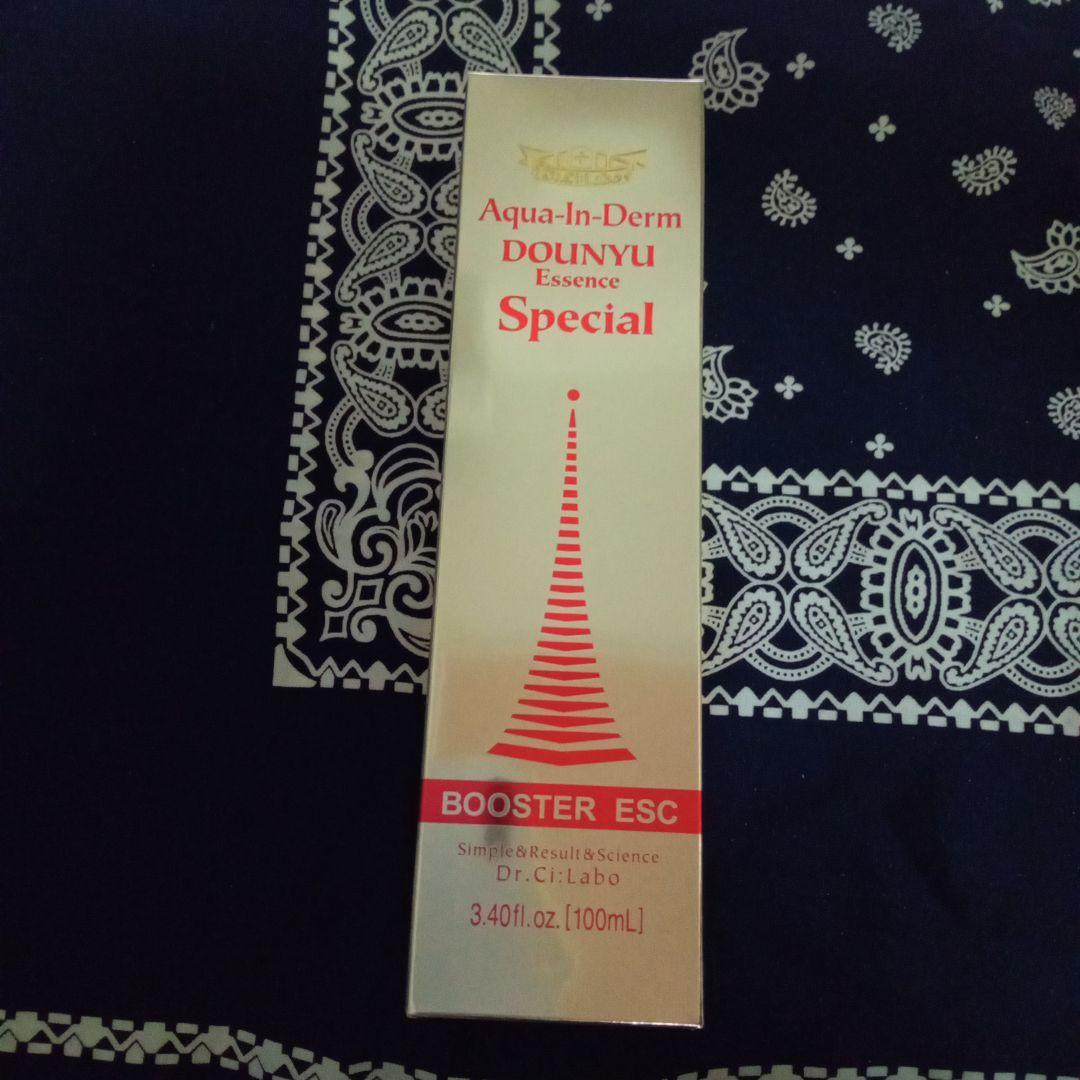 Aqua-In-Derm
DOUNYU
Essence
Special
BOOSTER ESC
Simple&Result&Science
Dr.Ci:Labo
3.40fl.oz.[100mL]